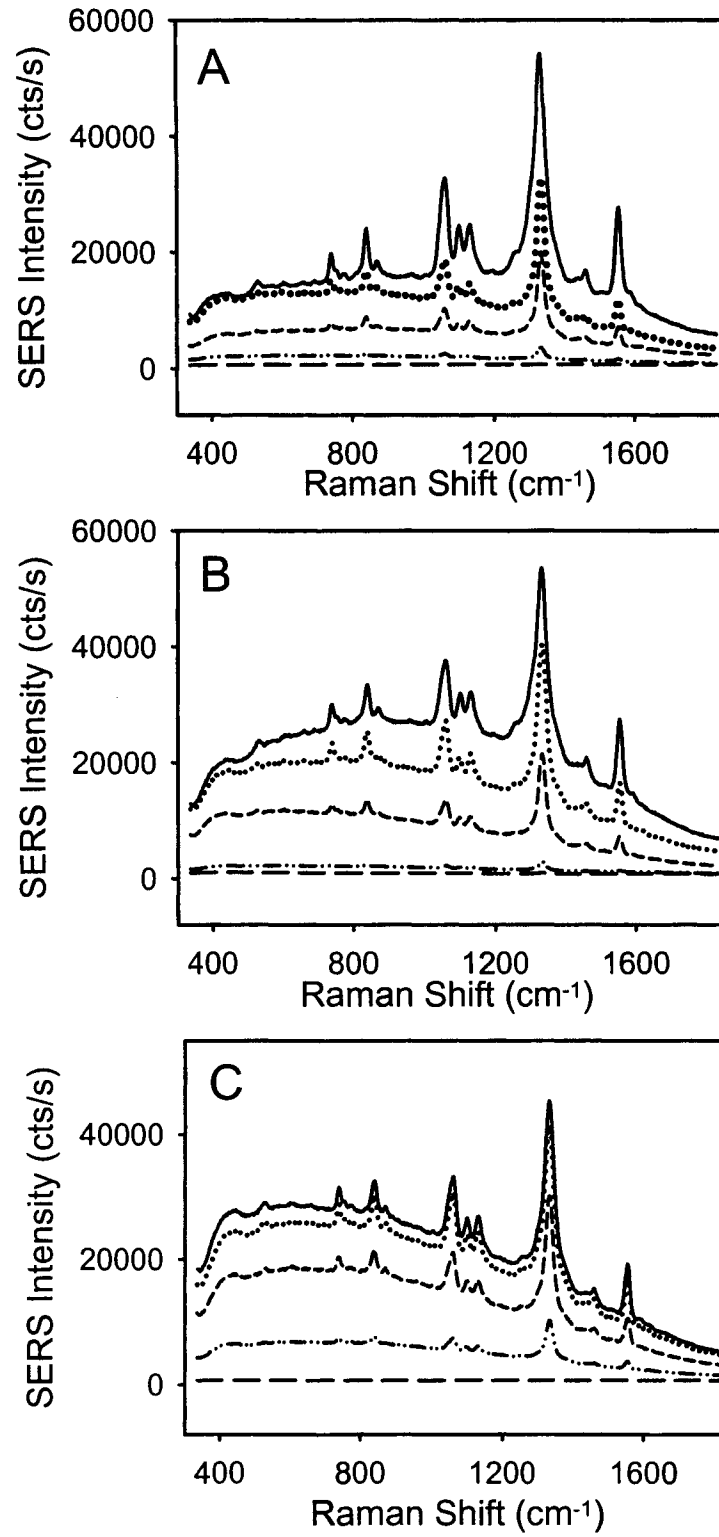 A
SERS Intensity (cts/s)
60000
40000
20000
0
400
800
1200
1600
Raman Shift (cm-1)
B
SERS Intensity (cts/s)
60000
40000
20000
0
400
800
1200
1600
Raman Shift (cm-1)
C
SERS Intensity (cts/s)
40000
20000
0
400
800
1200
1600
Raman Shift (cm-1)